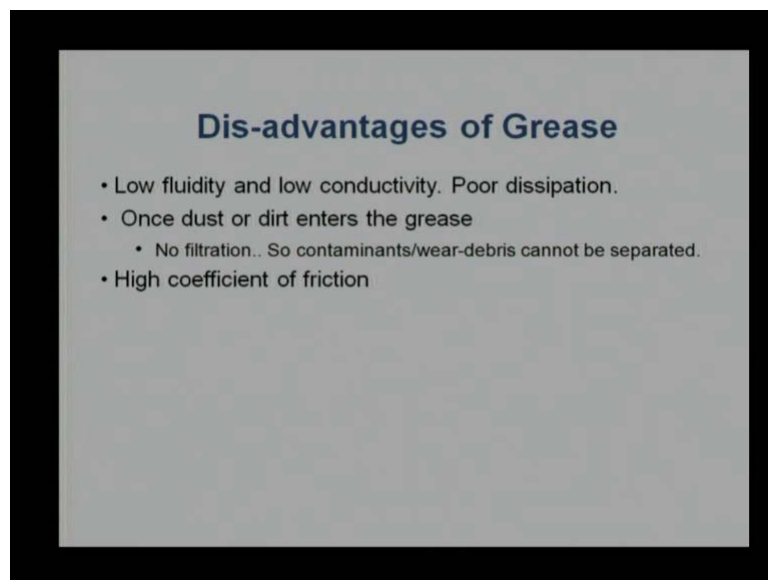 Dis-advantages of Grease
• Low fluidity and low conductivity. Poor dissipation.
• Once dust or dirt enters the grease
• No filtration.. So contaminants/wear-debris cannot be separated.
• High coefficient of friction